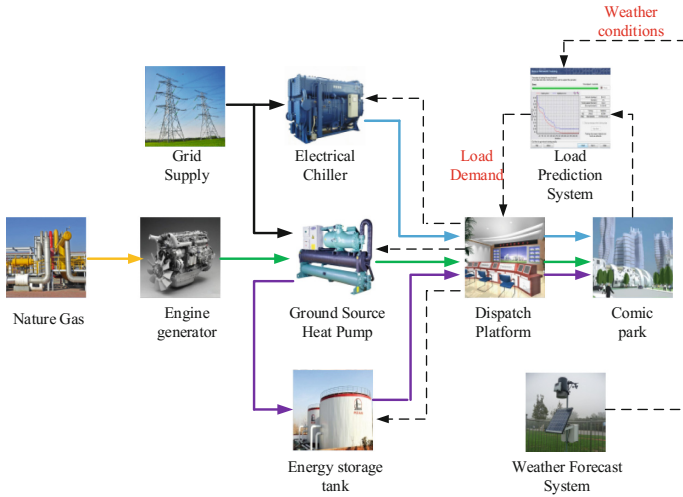 Weather
conditions
Grid
Supply
Electrical
Chiller
Load
Demand
Load
Prediction
System
Nature Gas
Engine
generator
Ground Source
Heat Pump
Dispatch
Platform
Comic
park
Energy storage
tank
Weather Forecast
System